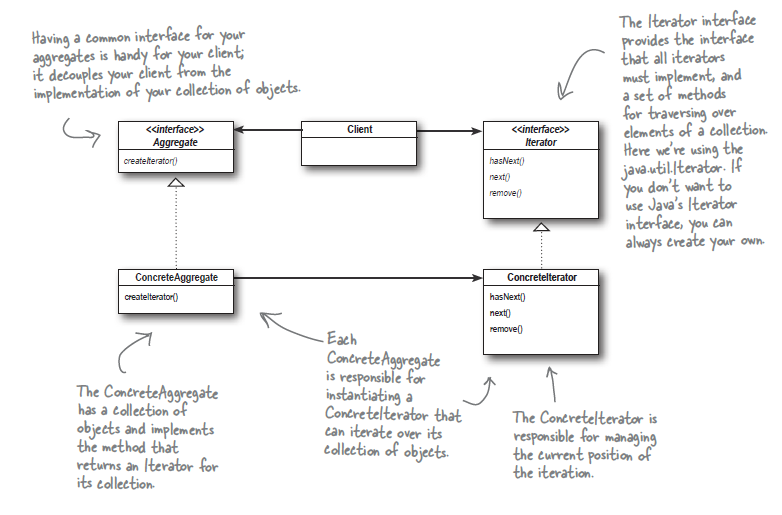 Having a common interface for your
aggregates is handy for your client;
it decouples your client from the
implementation of your collection of objects.
The Iterator interface
provides the interface
that all iterators
must implement, and
a set of methods
for traversing over
elements of a collection.
Here we're using the
java.util.Iterator. If
you don't want to
use Java's Iterator
interface, you can
always create your own.
<<interface>>
Aggregate
createIterator()
Client
<<interface>>
Iterator
hasNext()
next()
remove()
ConcreteAggregate
createIterator()
ConcreteIterator
hasNext()
next()
remove()
The ConcreteAggregate
has a collection of
objects and implements
the method that
returns an Iterator for
its collection.
Each
ConcreteAggregate
is responsible for
instantiating a
ConcreteIterator that
can iterate over its
collection of objects.
The ConcreteIterator is
responsible for managing
the current position of
the iteration.